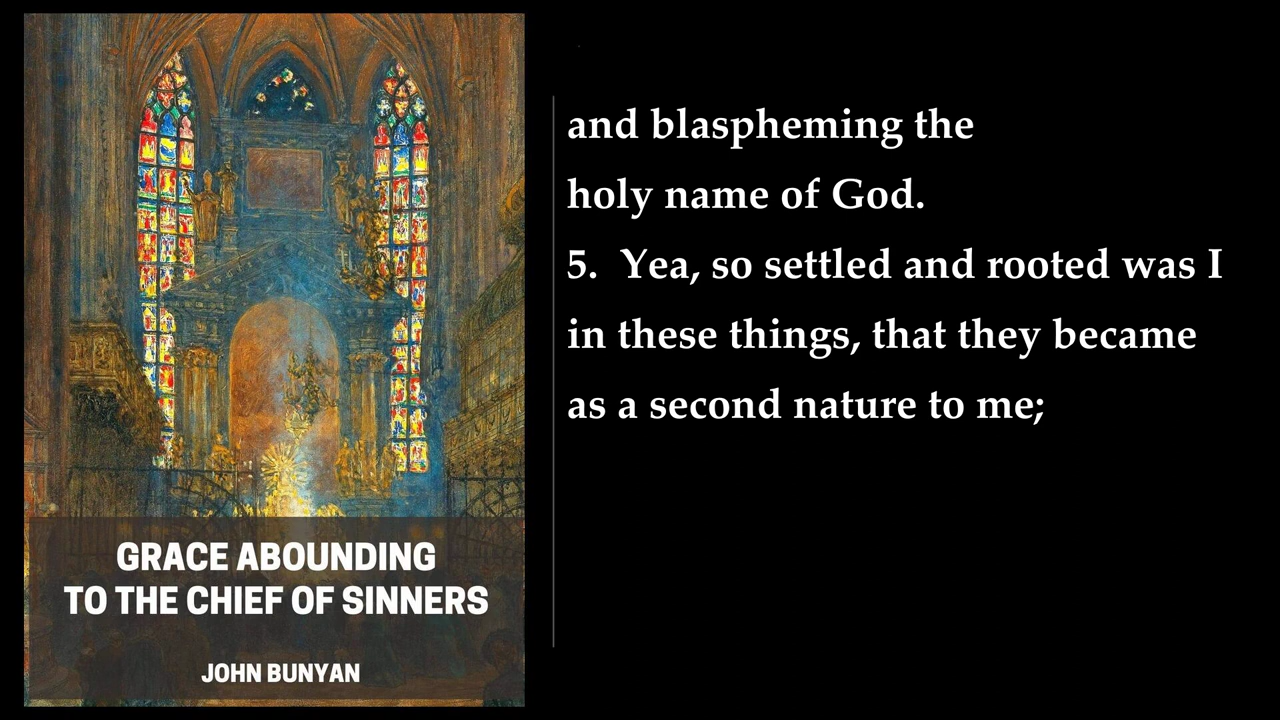 and blaspheming the
holy name of God.
5. Yea, so settled and rooted was I
in these things, that they became
as a second nature to me;
GRACE ABOUNDING
TO THE CHIEF OF SINNERS
JOHN BUNYAN